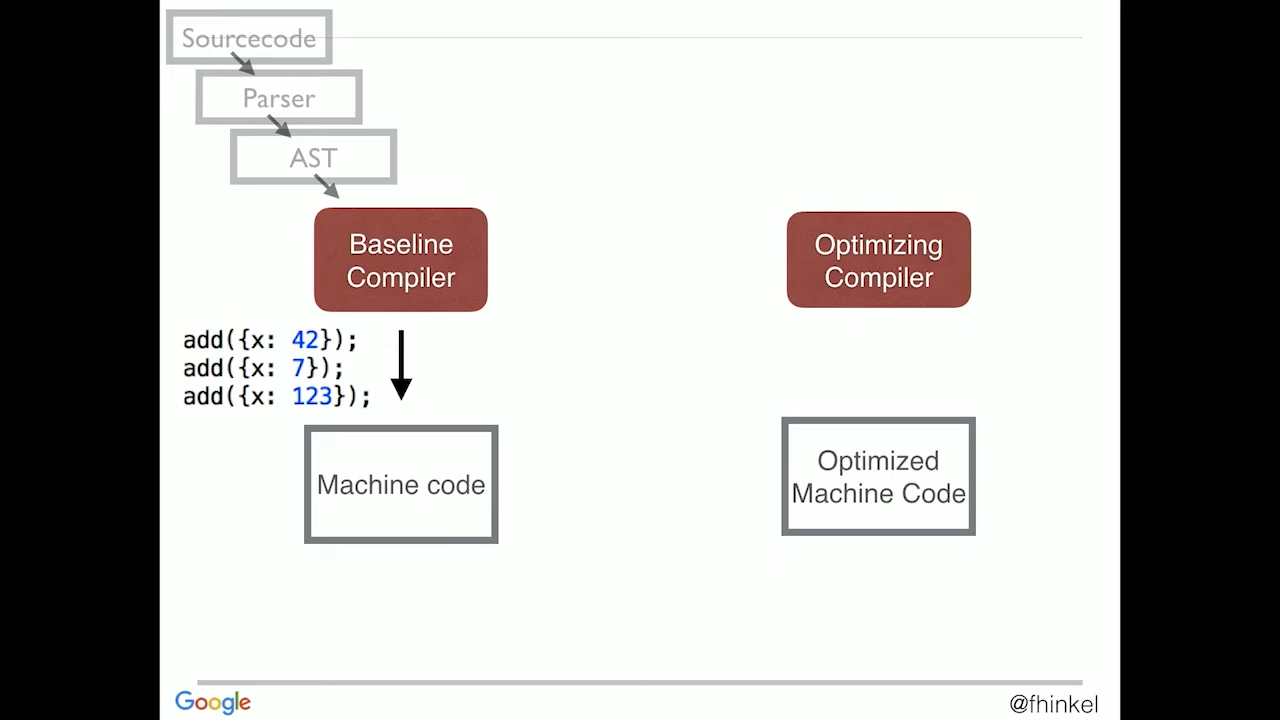 Sourcecode
Parser
AST
Baseline
Compiler
Optimizing
Compiler
add({x: 42});
add({x: 7});
add({x: 123});
Machine code
Optimized
Machine Code
Google
@fhinkel